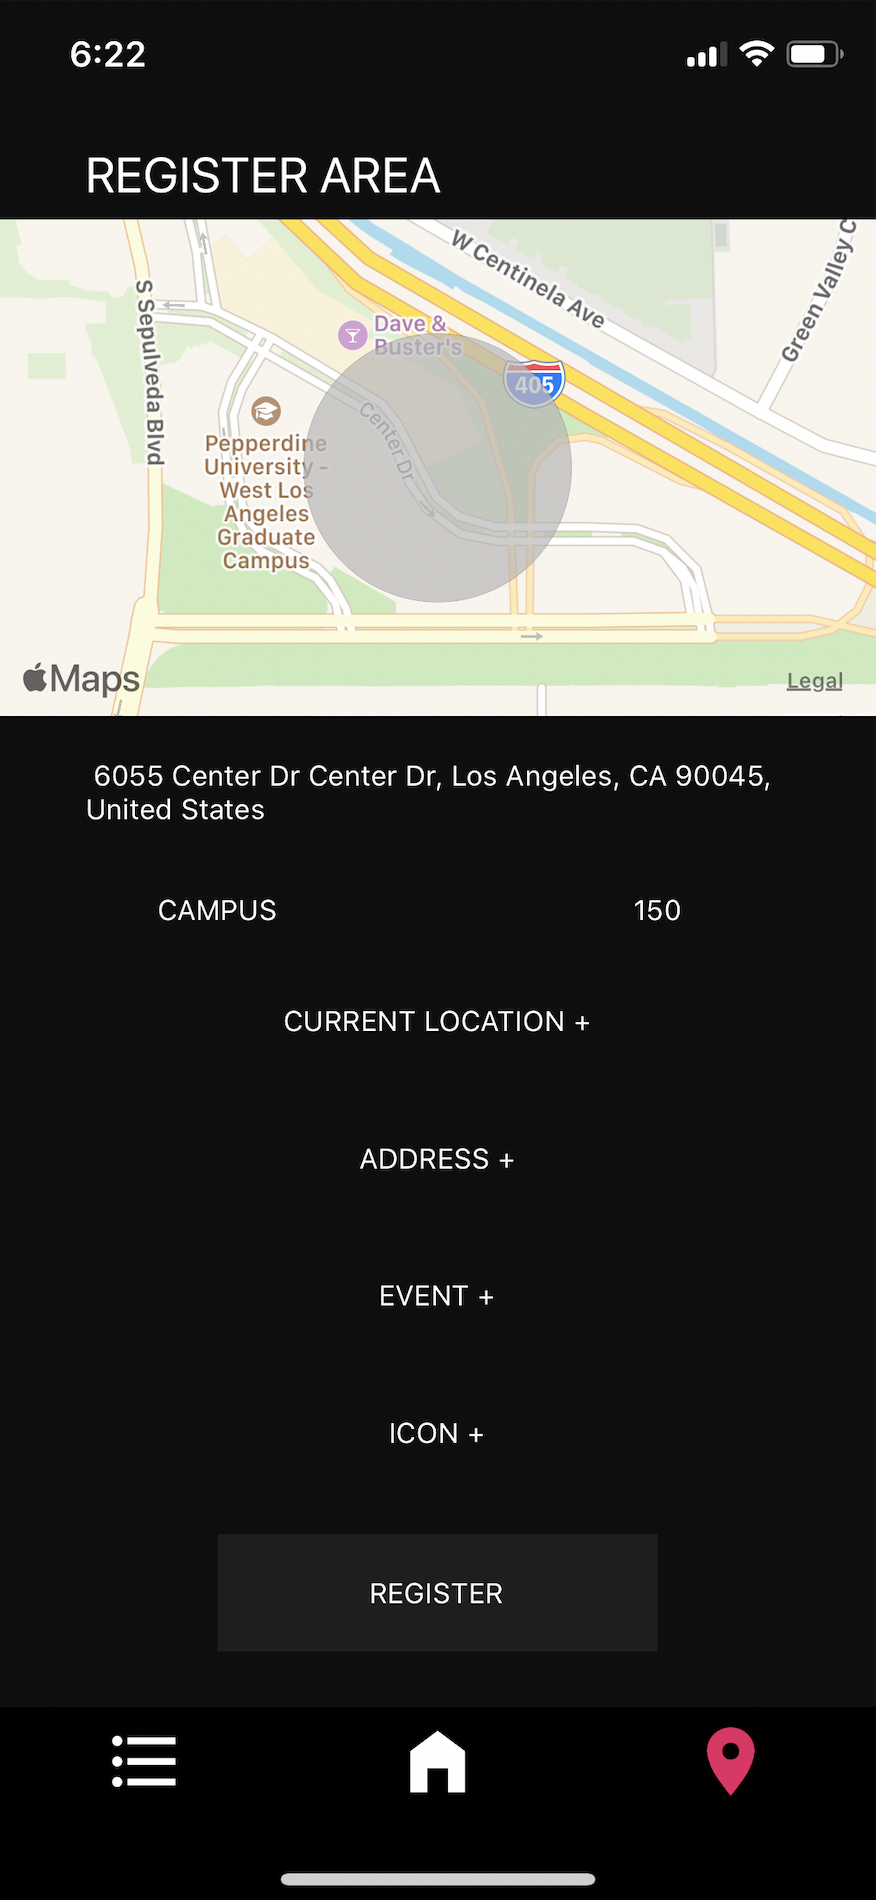 6:22
REGISTER AREA
W Centinela Ave
Green Valley C
S Sepulveda Blvd
Dave &
Buster's
405
Center Dr
Pepperdine
University -
West Los
Angeles
Graduate
Campus
Maps
Legal
6055 Center Dr Center Dr, Los Angeles, CA 90045,
United States
CAMPUS 150
CURRENT LOCATION +
ADDRESS +
EVENT +
ICON +
REGISTER